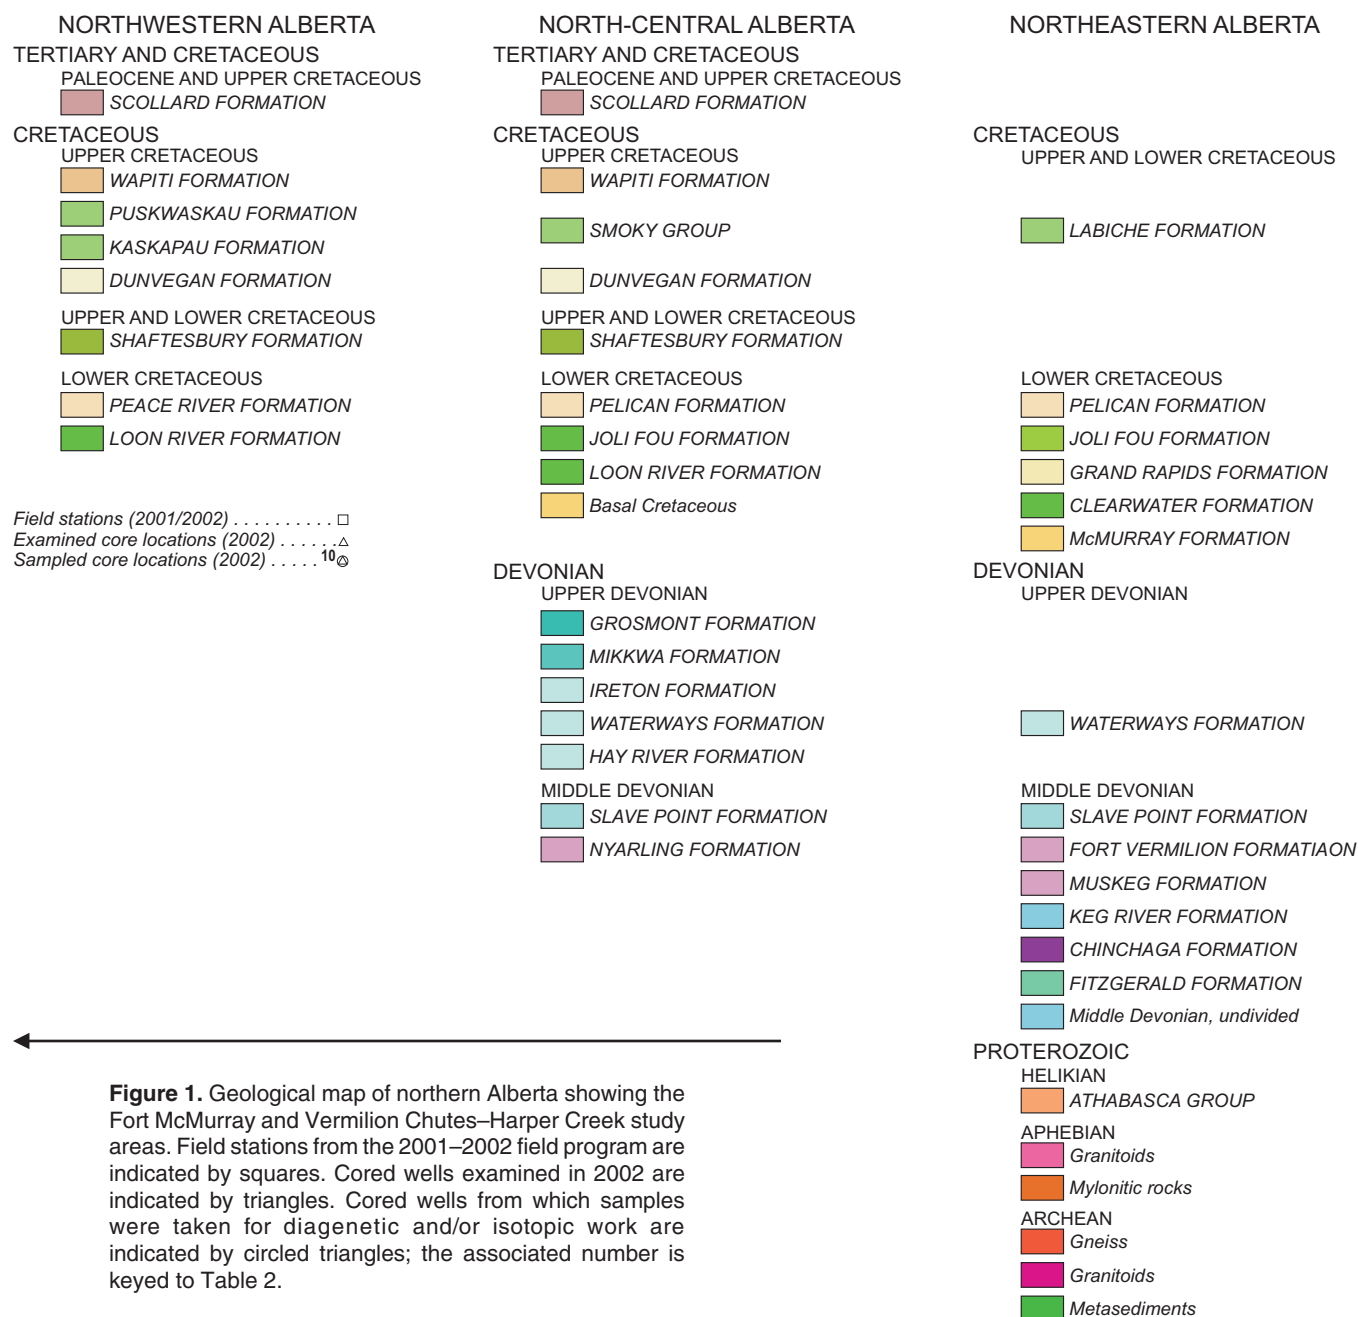 NORTHWESTERN ALBERTA
TERTIARY AND CRETACEOUS
PALEOCENE AND UPPER CRETACEOUS
SCOLLARD FORMATION
CRETACEOUS
UPPER CRETACEOUS
WAPITI FORMATION
PUSKWASKAU FORMATION
KASKAPAU FORMATION
DUNVEGAN FORMATION
UPPER AND LOWER CRETACEOUS
SHAFTESBURY FORMATION
LOWER CRETACEOUS
PEACE RIVER FORMATION
LOON RIVER FORMATION
Field stations (2001/2002) . . . . . . . . . .
Examined core locations (2002) . . . . . .
Sampled core locations (2002) . . . . . 10
NORTH-CENTRAL ALBERTA
TERTIARY AND CRETACEOUS
PALEOCENE AND UPPER CRETACEOUS
SCOLLARD FORMATION
CRETACEOUS
UPPER CRETACEOUS
WAPITI FORMATION
SMOKY GROUP
DUNVEGAN FORMATION
UPPER AND LOWER CRETACEOUS
SHAFTESBURY FORMATION
LOWER CRETACEOUS
PELICAN FORMATION
JOLI FOU FORMATION
LOON RIVER FORMATION
Basal Cretaceous
DEVONIAN
UPPER DEVONIAN
GROSMONT FORMATION
MIKKWA FORMATION
IRETON FORMATION
WATERWAYS FORMATION
HAY RIVER FORMATION
MIDDLE DEVONIAN
SLAVE POINT FORMATION
NYARLING FORMATION
NORTHEASTERN ALBERTA
CRETACEOUS
UPPER AND LOWER CRETACEOUS
LABICHE FORMATION
LOWER CRETACEOUS
PELICAN FORMATION
JOLI FOU FORMATION
GRAND RAPIDS FORMATION
CLEARWATER FORMATION
McMURRAY FORMATION
DEVONIAN
UPPER DEVONIAN
WATERWAYS FORMATION
MIDDLE DEVONIAN
SLAVE POINT FORMATION
FORT VERMILION FORMATIAON
MUSKEG FORMATION
KEG RIVER FORMATION
CHINCHAGA FORMATION
FITZGERALD FORMATION
Middle Devonian, undivided
PROTEROZOIC
HELIKIAN
ATHABASCA GROUP
APHEBIAN
Granitoids
Mylonitic rocks
ARCHEAN
Gneiss
Granitoids
Metasediments
Figure 1. Geological map of northern Alberta showing the
Fort McMurray and Vermilion Chutes–Harper Creek study
areas. Field stations from the 2001–2002 field program are
indicated by squares. Cored wells examined in 2002 are
indicated by triangles. Cored wells from which samples
were taken for diagenetic and/or isotopic work are
indicated by circled triangles; the associated number is
keyed to Table 2.